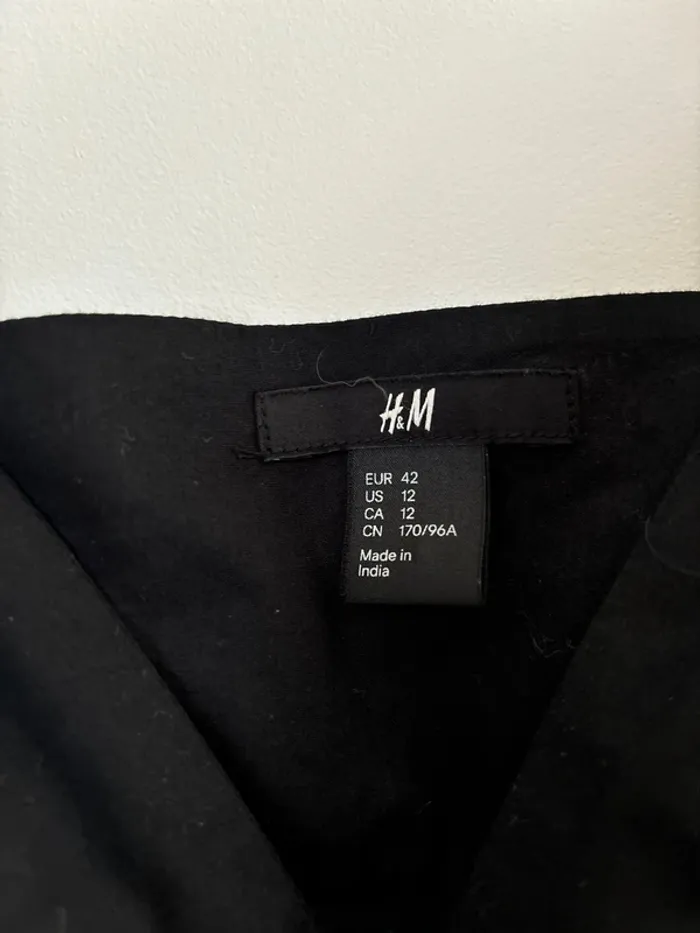 H&M
EUR 42
US 12
CA 12
CN 170/96A
Made in
India